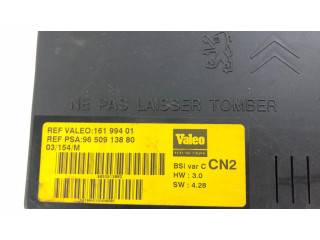 NE PAS LAISSER TOMBER
REF VALEO:161 994 01
REF PSA:96 509 138 80
03/154/M
Valeo
BSI var C CN2
HW : 3.0
SW : 4.28